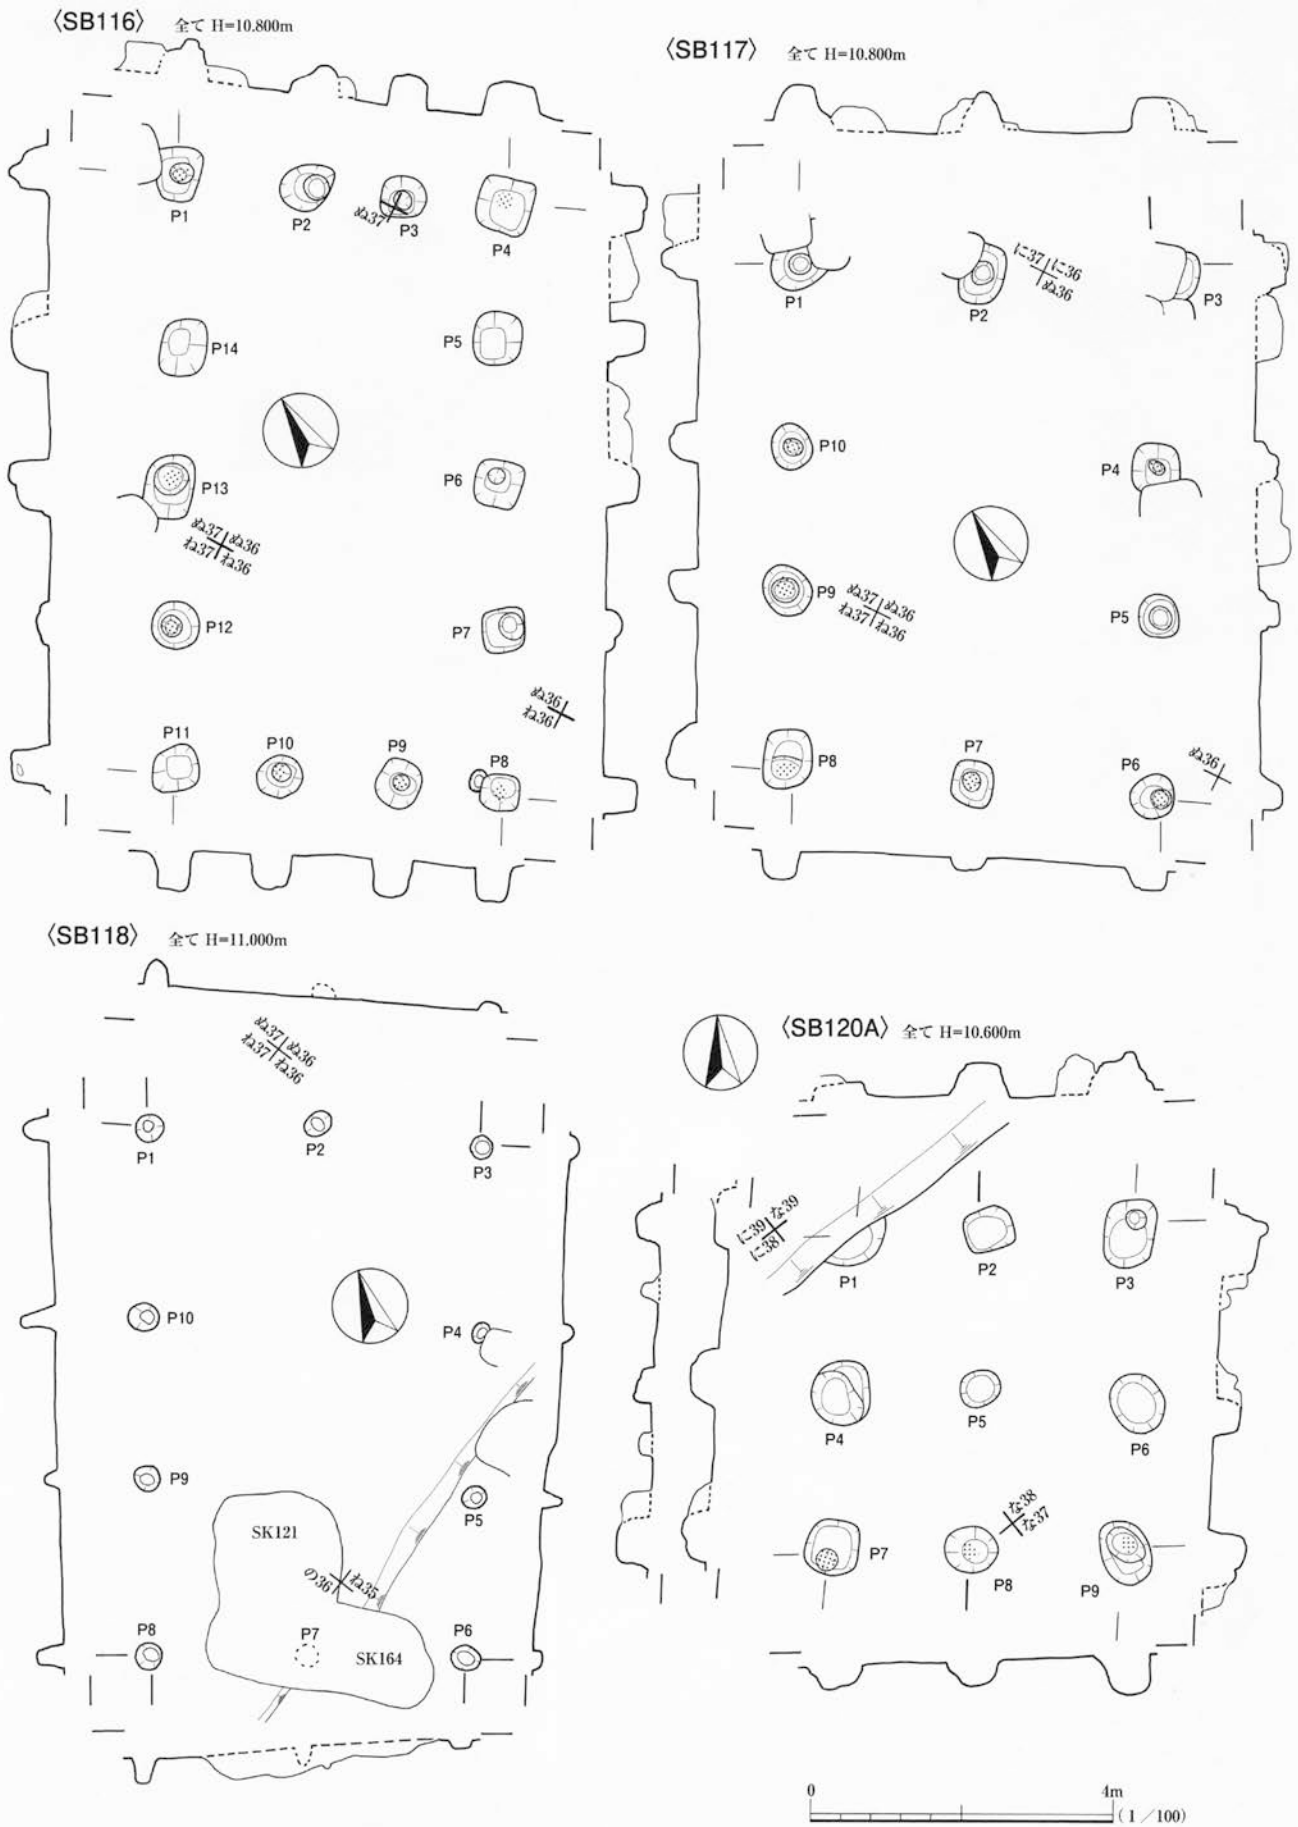 〈SB116〉 全て H=10.800m
P1
P2
ぬ37
P3
P4
P14
P5
P13
P6
ぬ37 ぬ36
ね37 ね36
P12
P7
ぬ36
ね36
P11
P10
P9
P8
〈SB117〉 全て H=10.800m
P1
P2
に37 に36
ぬ36
P3
P10
P4
P9
ぬ37 ぬ36
ね37 ね36
P5
P8
P7
P6
ぬ36
〈SB118〉 全て H=11.000m
ぬ37 ぬ36
ね37 ね36
P1
P2
P3
P10
P4
P9
P5
SK121
の36 ね35
P8
P7
SK164
P6
〈SB120A〉 全て H=10.600m
に39 な39
に38
P1
P2
P3
P4
P5
P6
P7
P8
な38
な37
P9
0 4m
(1/100)